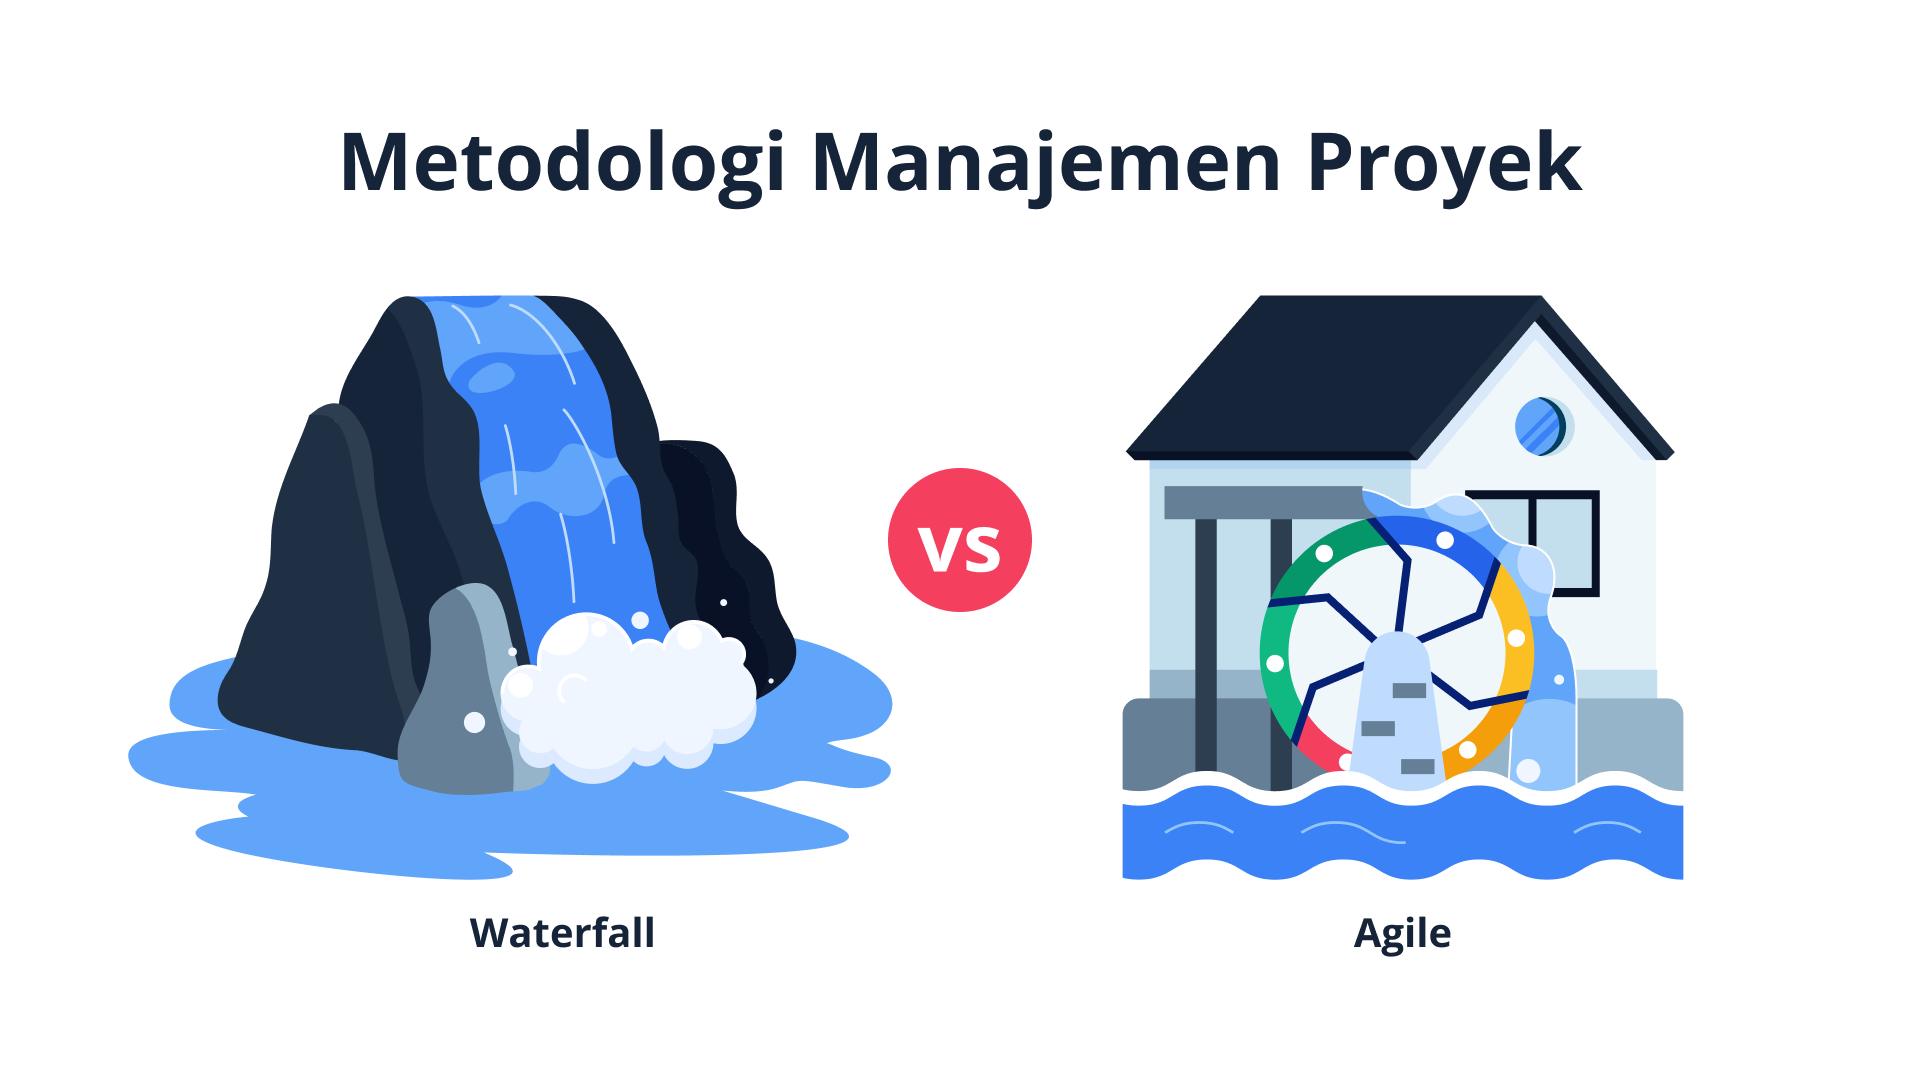 Metodologi Manajemen Proyek
vs
Waterfall
Agile